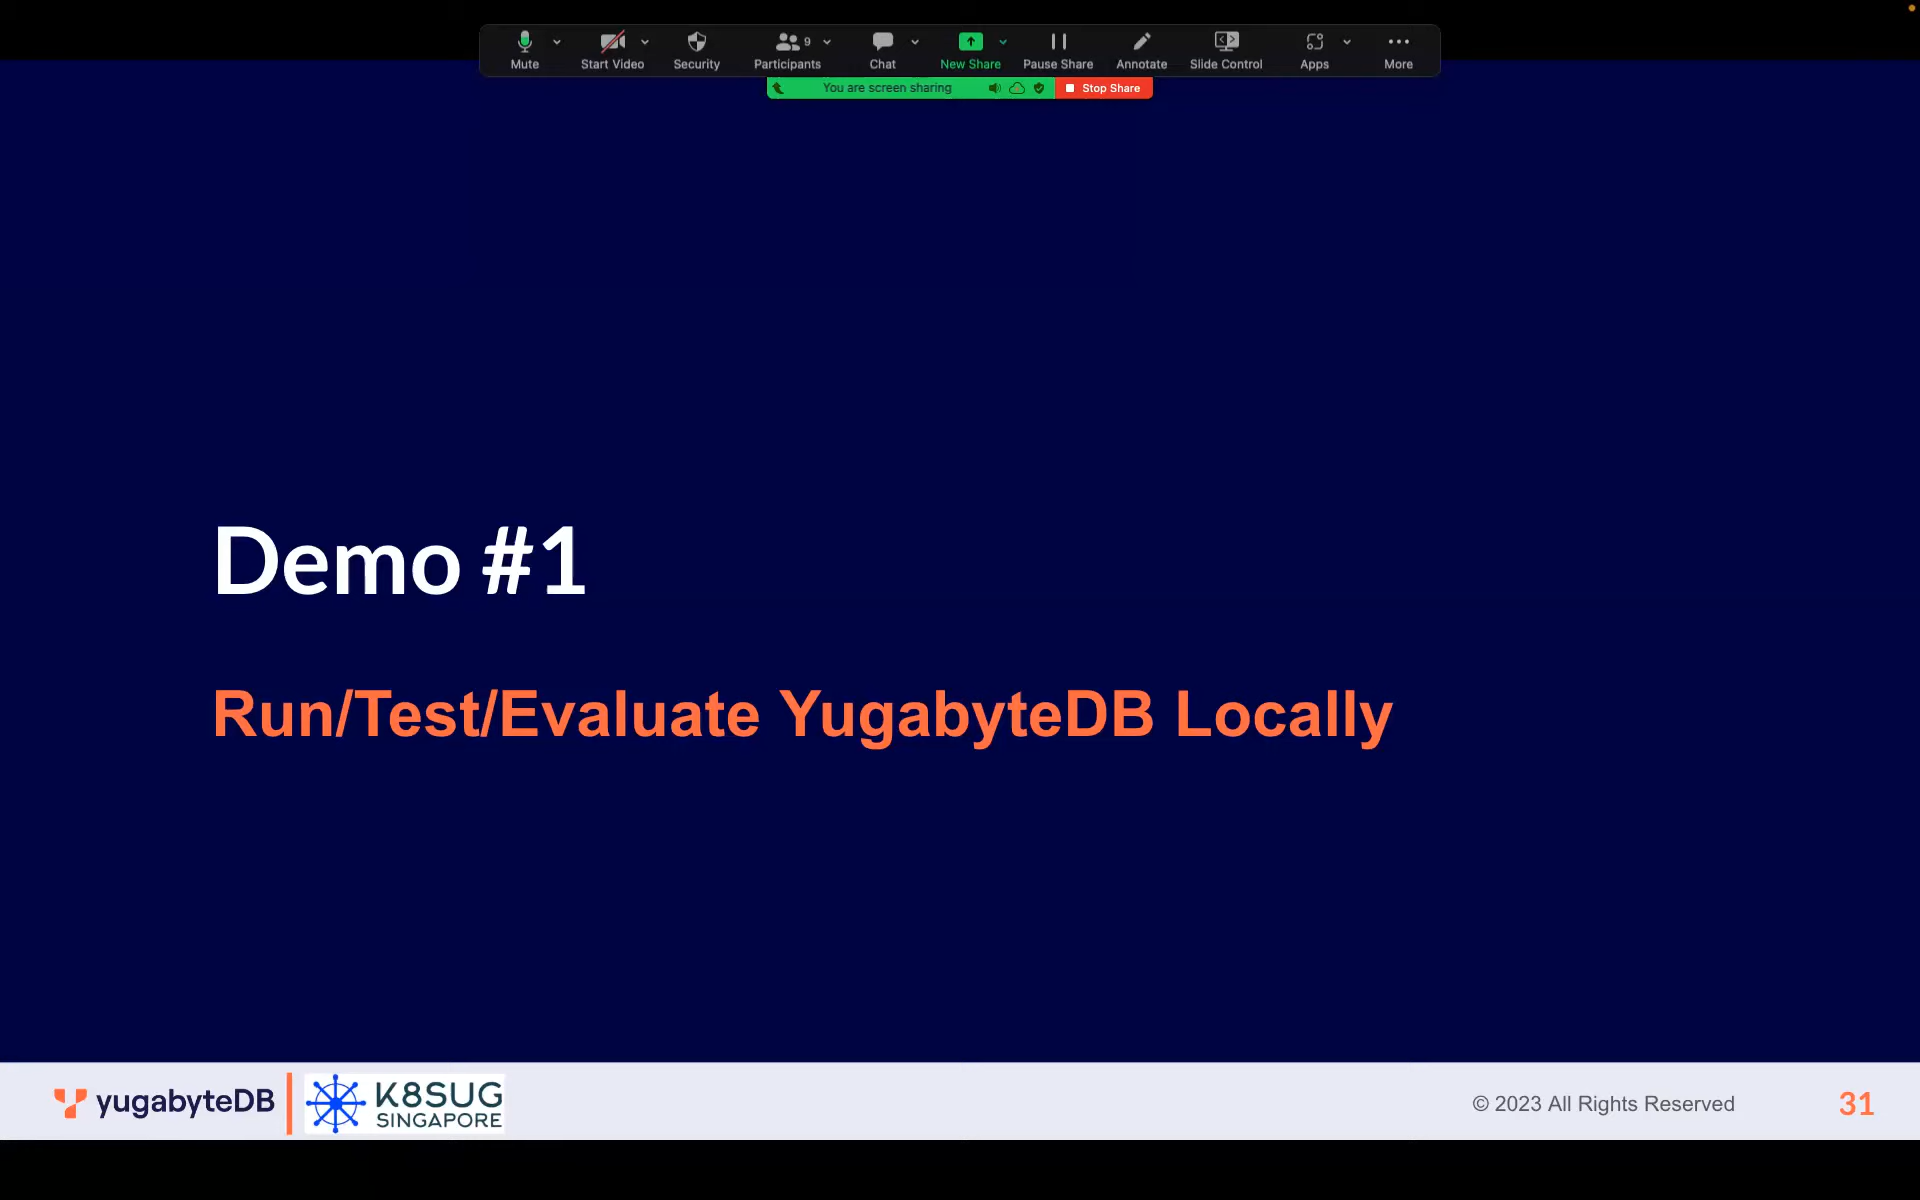 Mute
Start Video
Security
Participants
9
Chat
New Share
Pause Share
Annotate
Slide Control
Apps
More
You are screen sharing
Stop Share
Demo #1
Run/Test/Evaluate YugabyteDB Locally
yugabyteDB
K8SUG
SINGAPORE
© 2023 All Rights Reserved
31